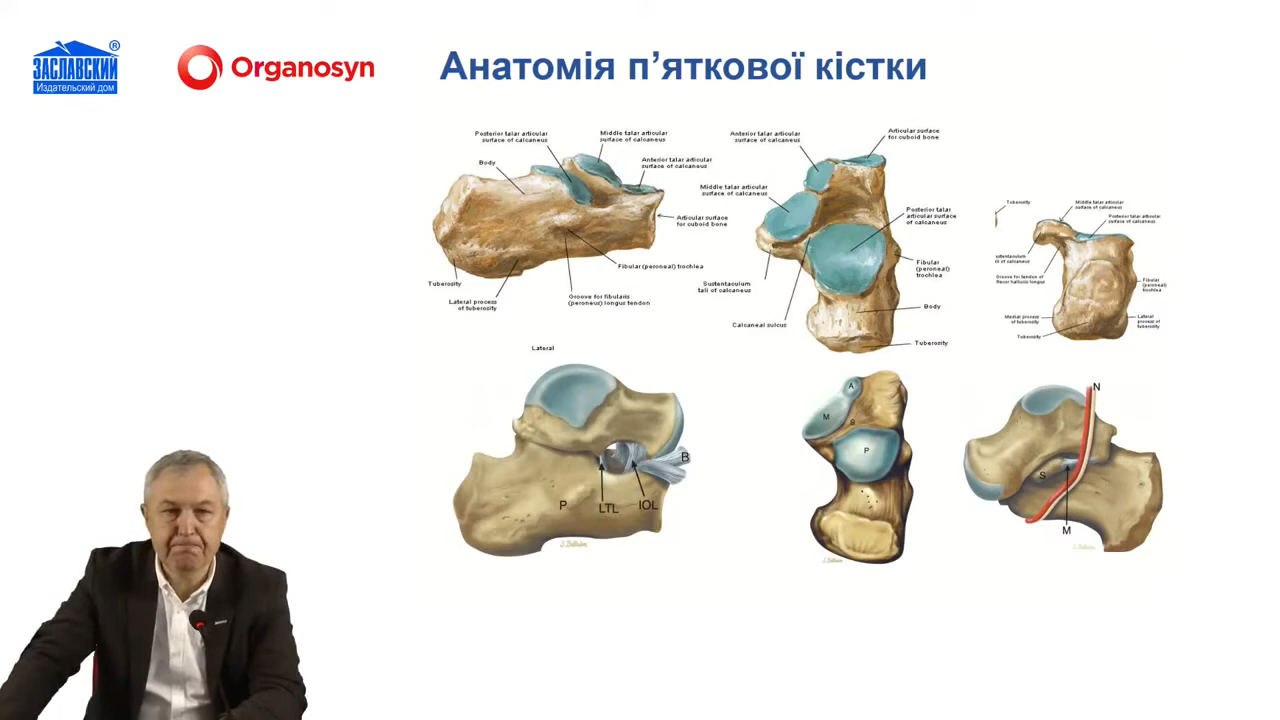 ЗАСЛАВСКИЙ
®
Издательский дом
Organosyn
Анатомія п’яткової кістки
Posterior talar articular
surface of calcaneus
Middle talar articular
surface of calcaneus
Anterior talar articular
surface of calcaneus
Body
Articular surface
for cuboid bone
Fibular (peroneal) trochlea
Groove for fibularis
(peroneus) longus tendon
Tuberosity
Lateral process
of tuberosity
Lateral
Anterior talar articular
surface of calcaneus
Articular surface
for cuboid bone
Middle talar articular
surface of calcaneus
Posterior talar
articular surface
of calcaneus
Fibular
(peroneal)
trochlea
Sustentaculum
tali of calcaneus
Body
Calcaneal sulcus
Tuberosity
Tuberosity
Middle talar articular
surface of calcaneus
Posterior talar articular
surface of calcaneus
sustentaculum
li of calcaneus
Groove for tendon of
flexor hallucis longus
Fibular
(peroneal)
trochlea
Medial process
of tuberosity
Lateral
process of
tuberosity
Tuberosity
B
P
LTL
IOL
A
M
S
P
N
S
M